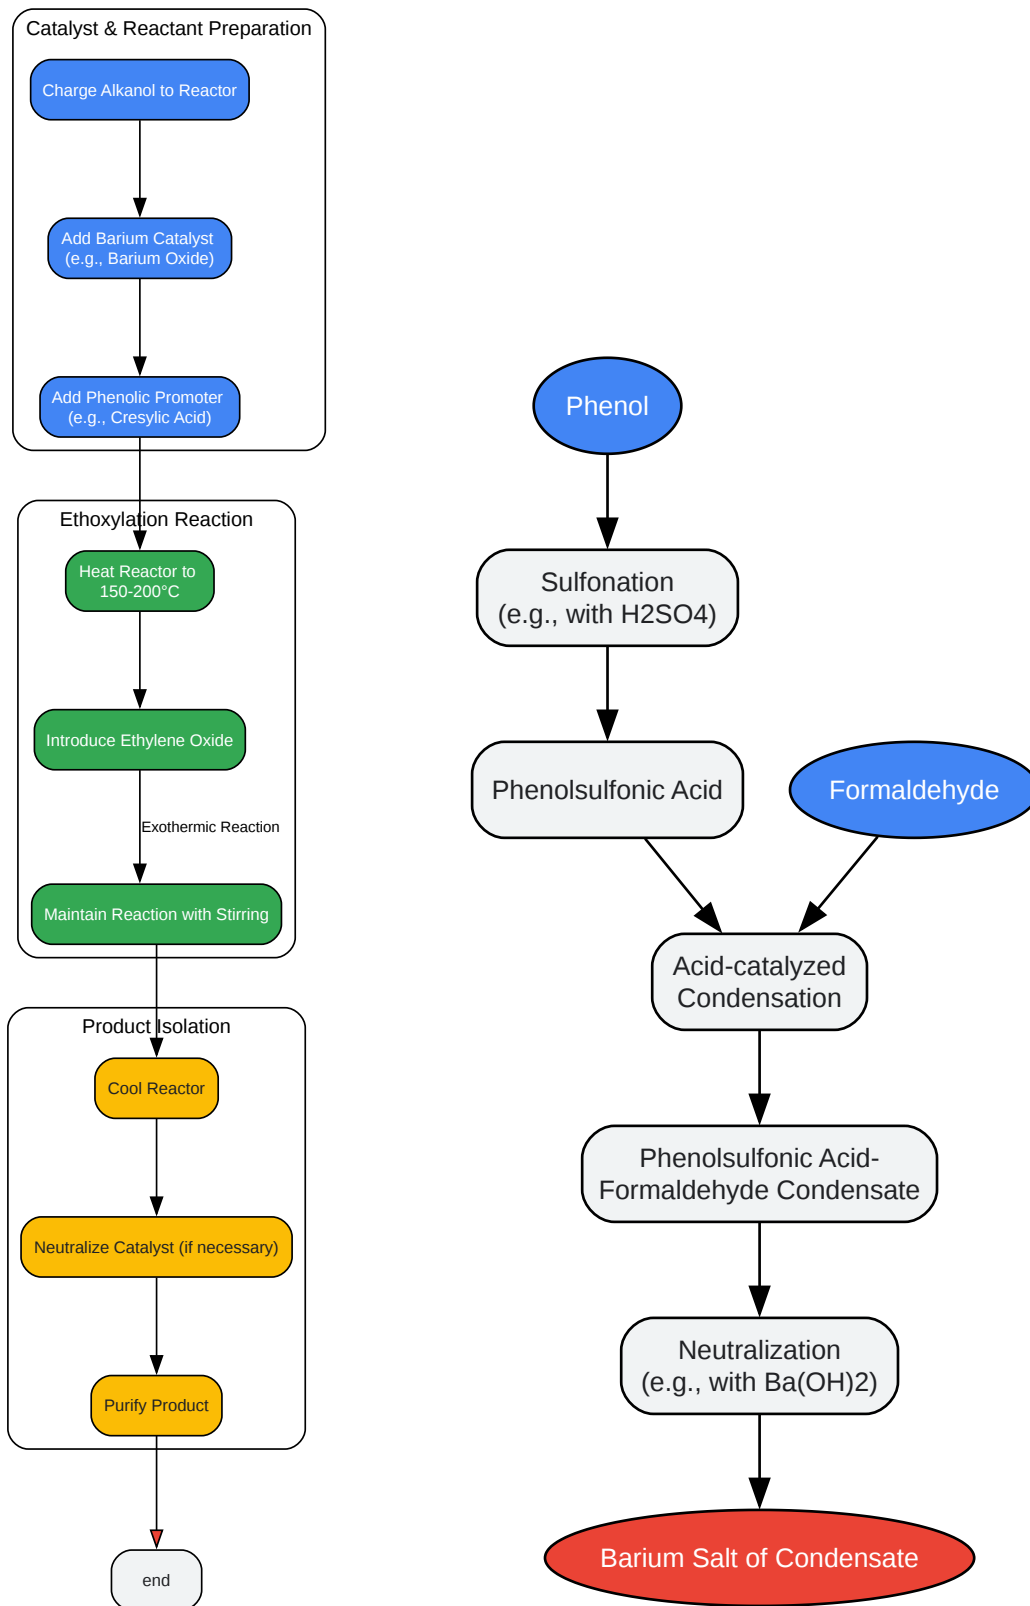 Catalyst & Reactant Preparation
Charge Alkanol to Reactor
Add Barium Catalyst
(e.g., Barium Oxide)
Add Phenolic Promoter
(e.g., Cresylic Acid)
Ethoxylation Reaction
Heat Reactor to
150-200°C
Introduce Ethylene Oxide
Exothermic Reaction
Maintain Reaction with Stirring
Product Isolation
Cool Reactor
Neutralize Catalyst (if necessary)
Purify Product
end
Phenol
Sulfonation
(e.g., with H2SO4)
Phenolsulfonic Acid
Formaldehyde
Acid-catalyzed
Condensation
Phenolsulfonic Acid-
Formaldehyde Condensate
Neutralization
(e.g., with Ba(OH)2)
Barium Salt of Condensate